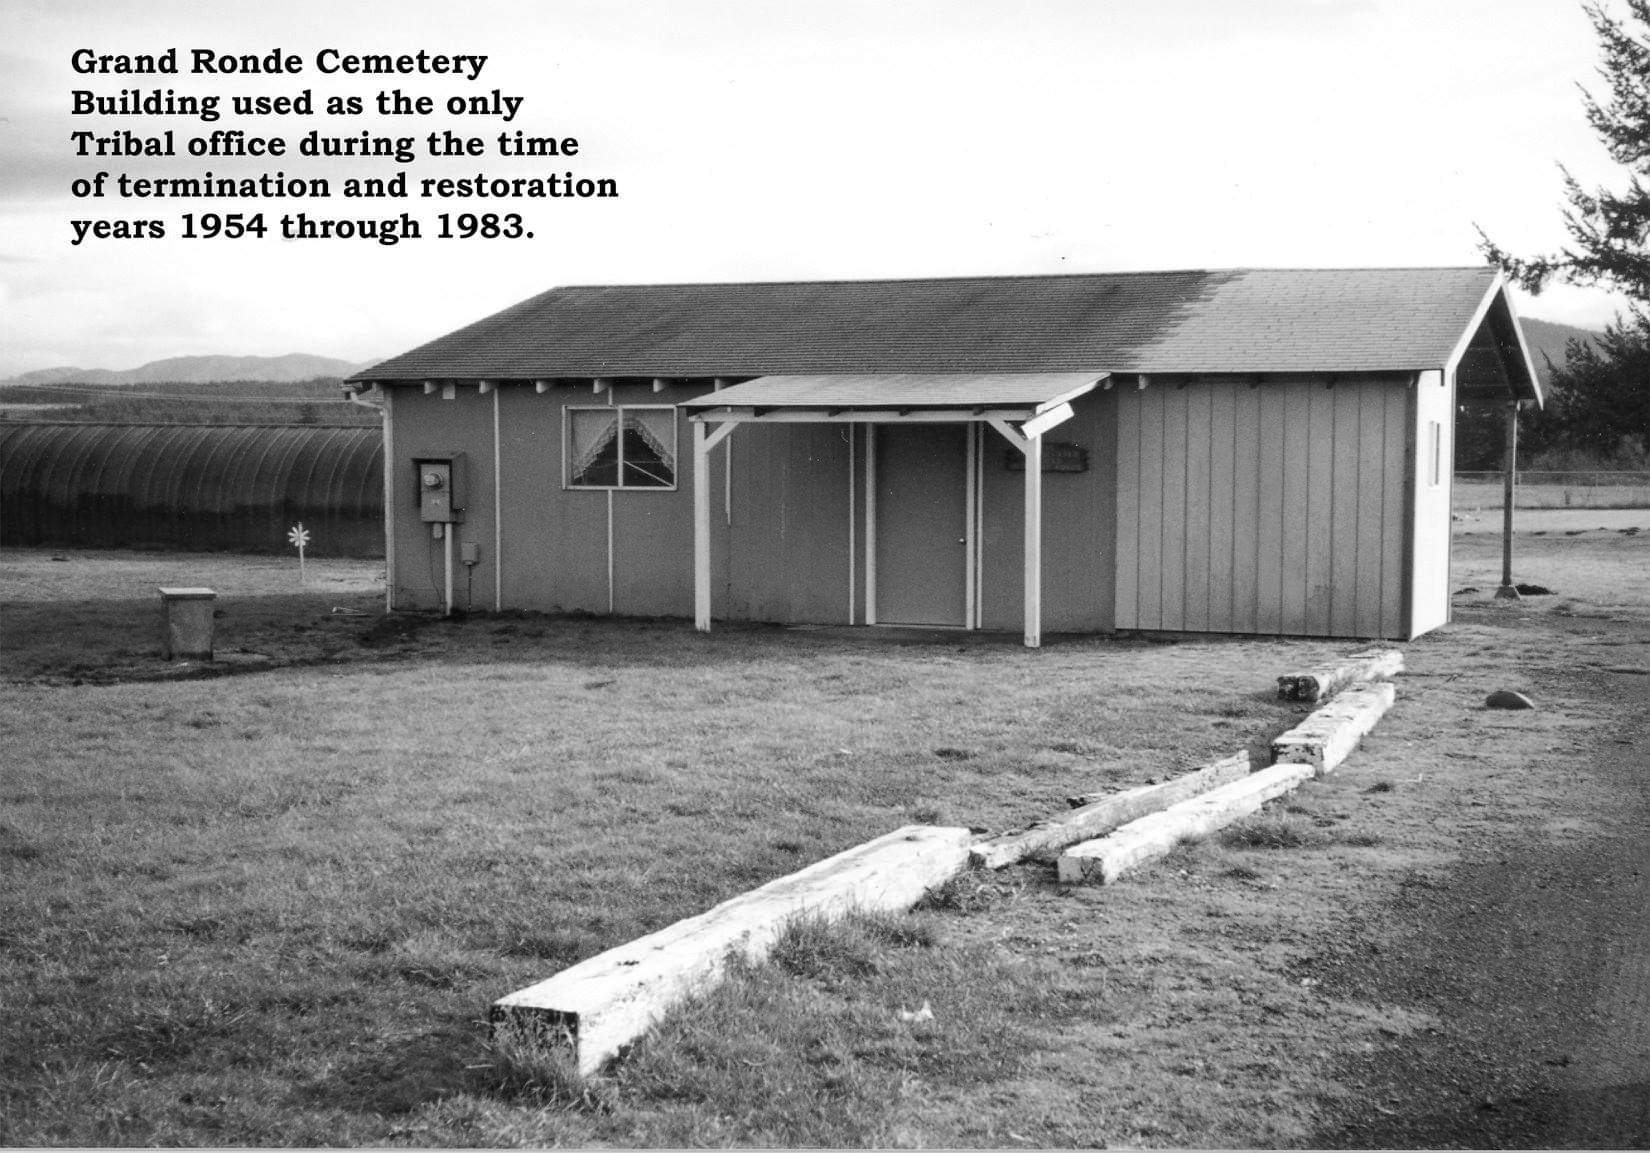 Grand Ronde Cemetery
Building used as the only
Tribal office during the time
of termination and restoration
years 1954 through 1983.